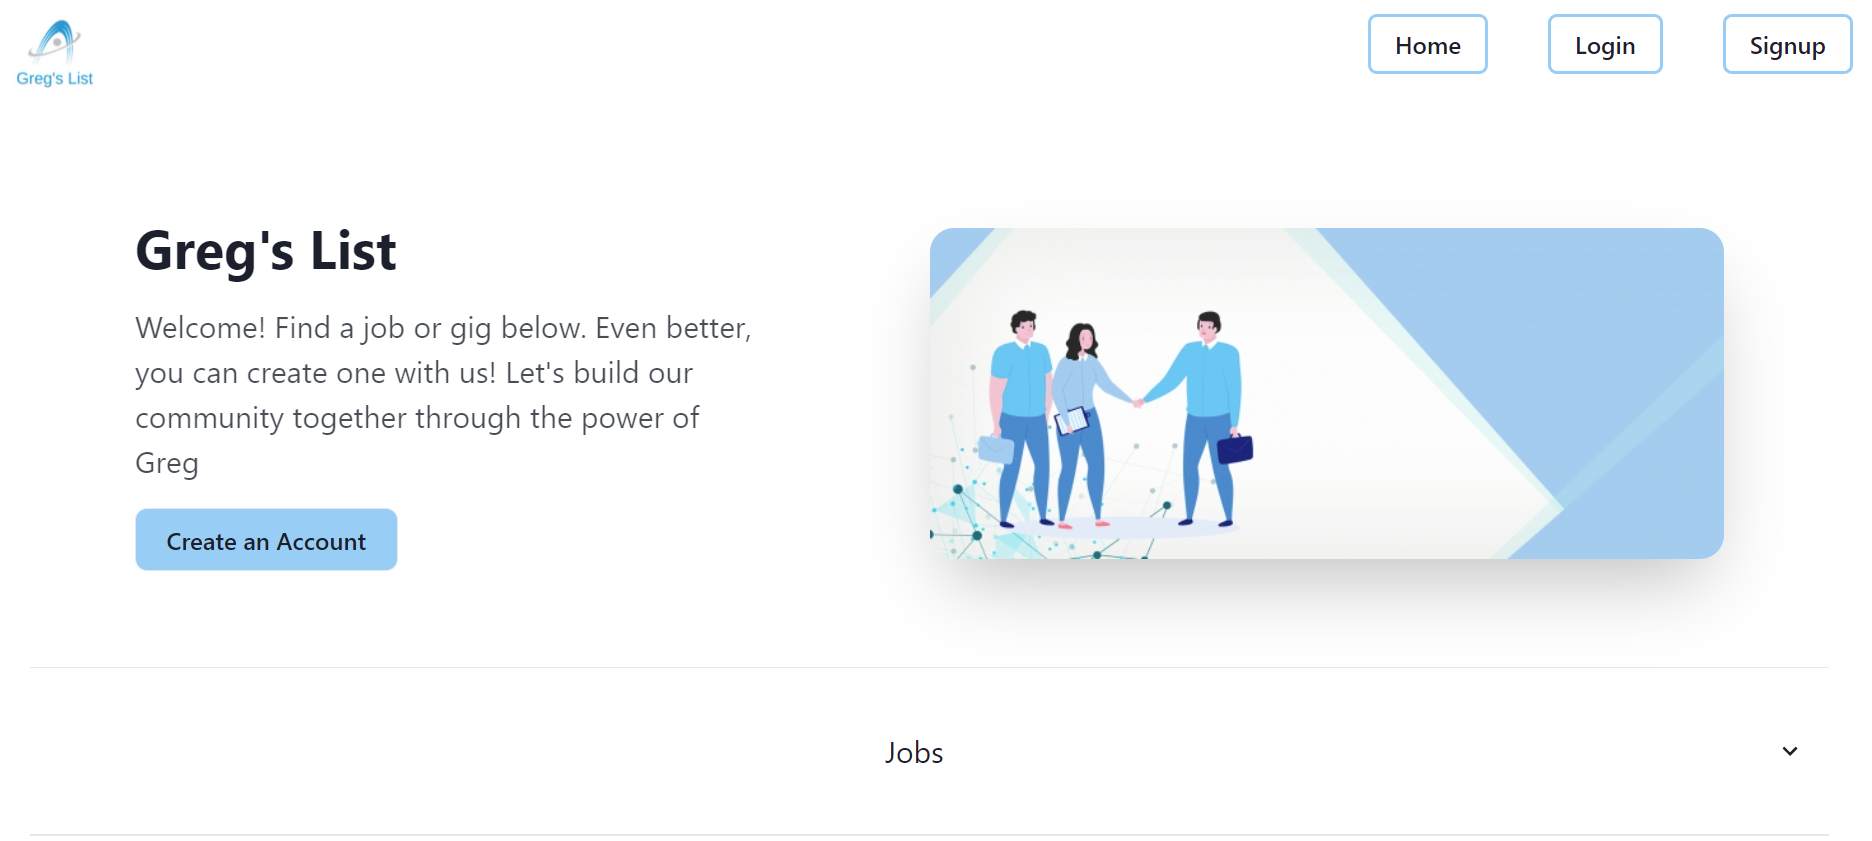 Greg's List
Home
Login
Signup
Greg's List
Welcome! Find a job or gig below. Even better,
you can create one with us! Let's build our
community together through the power of
Greg
Create an Account
Jobs